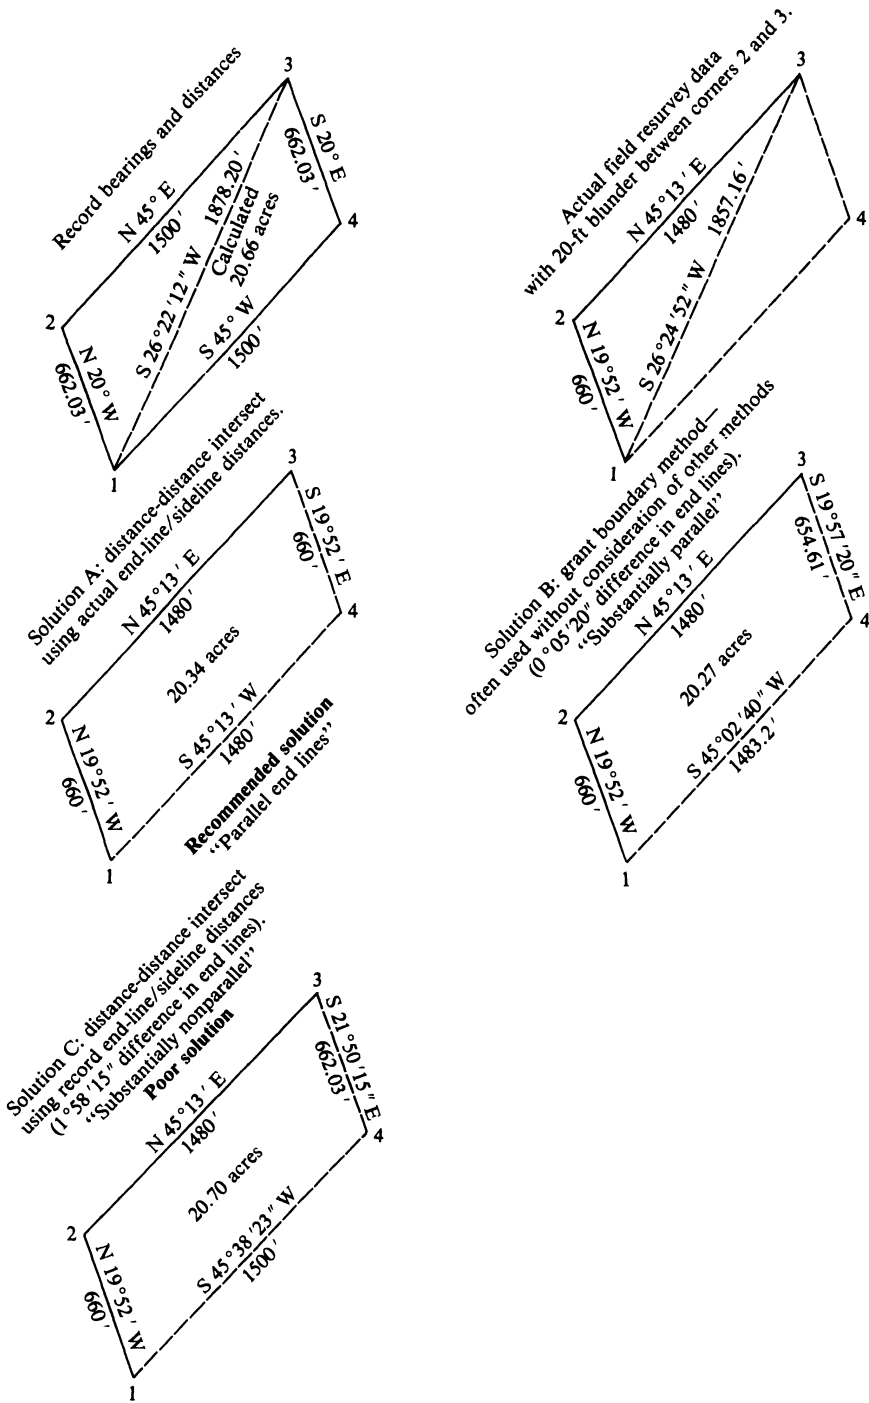 Record bearings and distances
3
N 45° E
1500′
S 20° E
662.03′
1878.20′
S 26°22′12″ W
Calculated
20.66 acres
4
2
N 20° W
662.03′
S 45° W
1500′
1
Actual field resurvey data
with 20-ft blunder between corners 2 and 3.
3
N 45°13′ E
1480′
1857.16′
S 26°24′52″ W
4
2
N 19°52′ W
660′
1
Solution A: distance-distance intersect
using actual end-line/sideline distances.
3
N 45°13′ E
1480′
S 19°52′ E
660′
4
20.34 acres
2
N 19°52′ W
660′
S 45°13′ W
1480′
1
Recommended solution
“Parallel end lines”
Solution B: grant boundary method—
often used without consideration of other methods
(0°05′20″ difference in end lines).
“Substantially parallel”
3
N 45°13′ E
1480′
S 19°57′20″ E
654.61′
4
20.27 acres
2
N 19°52′ W
660′
S 45°02′40″ W
1483.2′
1
Solution C: distance-distance intersect
using record end-line/sideline distances
(1°58′15″ difference in end lines).
“Substantially nonparallel”
Poor solution
3
N 45°13′ E
1480′
S 21°50′15″ E
662.03′
4
20.70 acres
2
N 19°52′ W
660′
S 45°38′23″ W
1500′
1